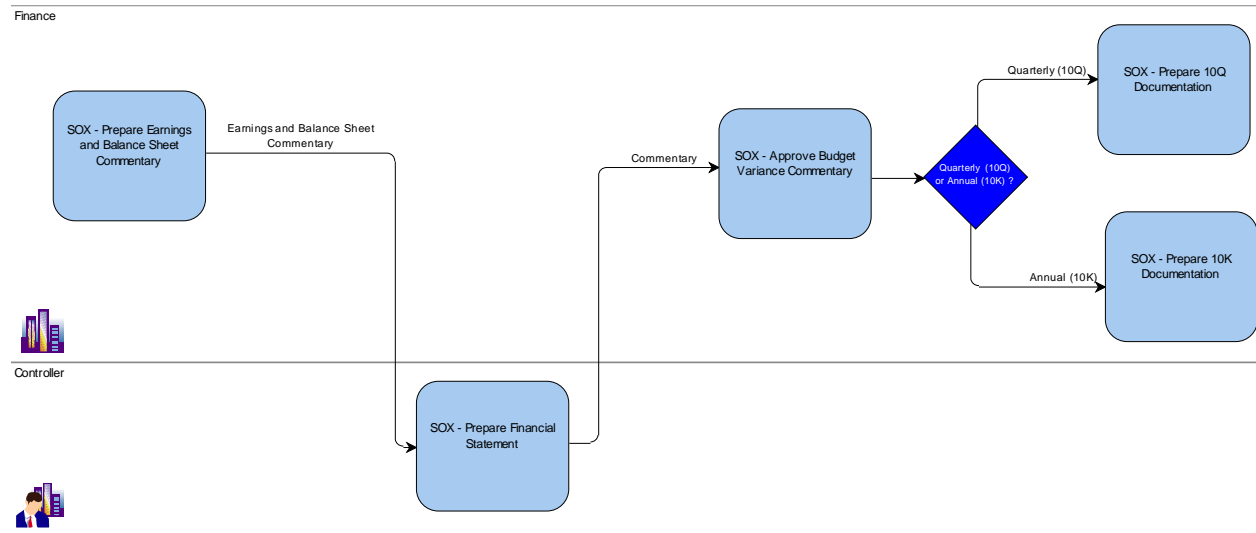 Finance
SOX - Prepare Earnings
and Balance Sheet
Commentary
Earnings and Balance Sheet
Commentary
Commentary
SOX - Approve Budget
Variance Commentary
Quarterly (10Q)
or Annual (10K) ?
Quarterly (10Q)
SOX - Prepare 10Q
Documentation
Annual (10K)
SOX - Prepare 10K
Documentation
Controller
SOX - Prepare Financial
Statement